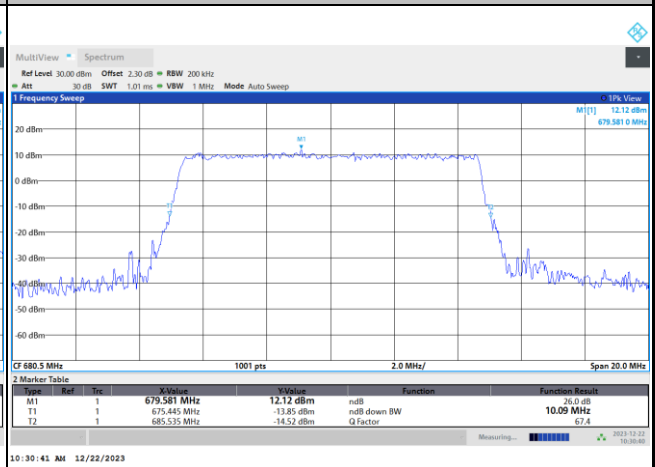 MultiView Spectrum
Ref Level 30.00 dBm Offset 2.30 dB RBW 200 kHz
Att 30 dB SWT 1.01 ms VBW 1 MHz Mode Auto Sweep
1 Frequency Sweep 1Pk View
M1[1] 12.12 dBm
679.581 0 MHz
20 dBm
M1
10 dBm
0 dBm
-10 dBm
T1 T2
-20 dBm
-30 dBm
-40 dBm
-50 dBm
-60 dBm
CF 680.5 MHz 1001 pts 2.0 MHz/ Span 20.0 MHz
2 Marker Table
Type Ref Trc X-Value Y-Value Function Function Result
M1 1 679.581 MHz 12.12 dBm ndB 26.0 dB
T1 1 675.445 MHz -13.85 dBm ndB down BW 10.09 MHz
T2 1 685.535 MHz -14.52 dBm Q Factor 67.4
Measuring... 2023-12-22
10:30:40
10:30:41 AM 12/22/2023